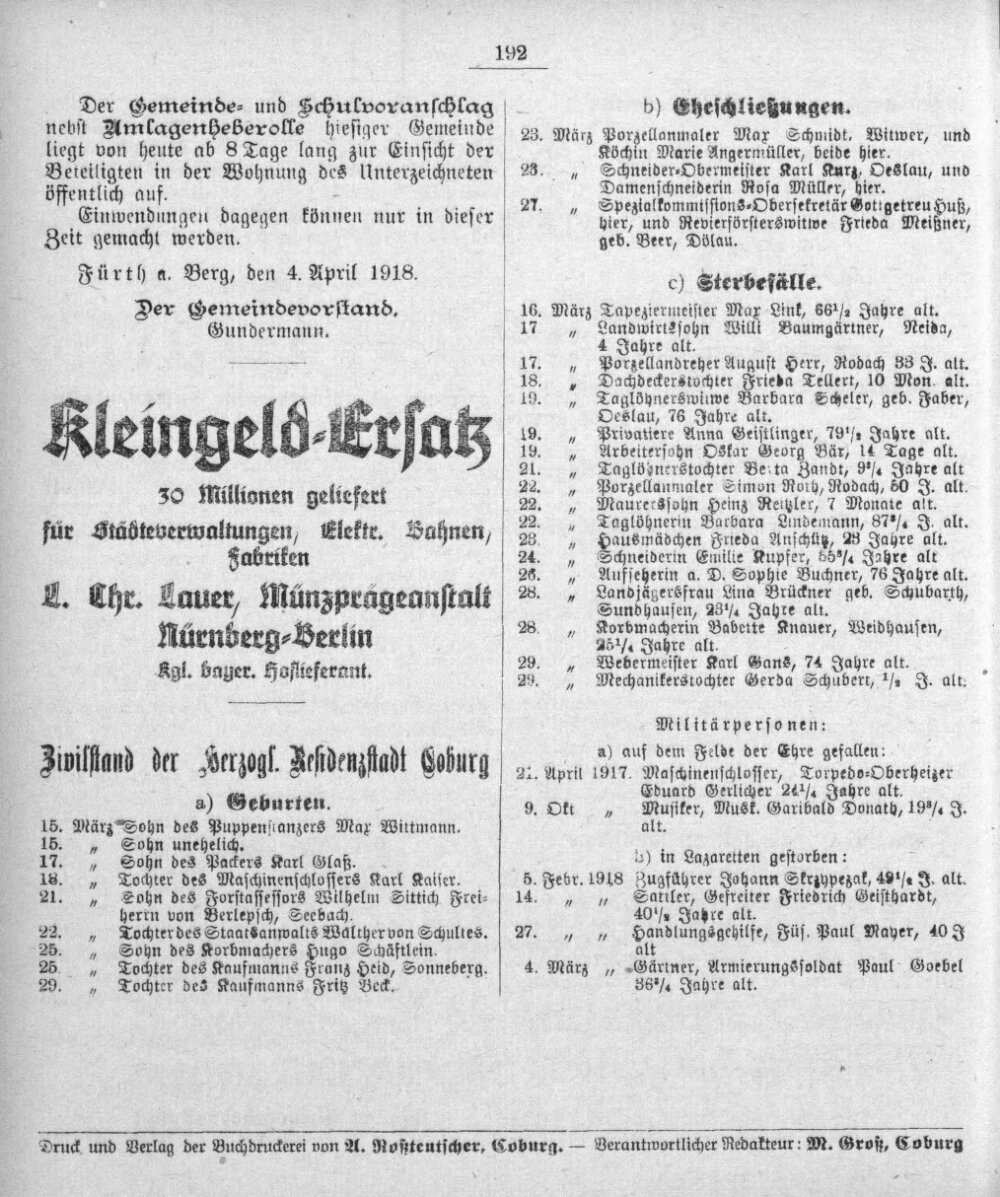 192
Der Gemeinde- und Schulvoranschlag
nebst Umlagenheberolle hiesiger Gemeinde
liegt von heute ab 8 Tage lang zur Einsicht der
Beteiligten in der Wohnung des Unterzeichneten
öffentlich auf.
Einwendungen dagegen können nur in dieser
Zeit gemacht werden.
Fürth a. Berg, den 4. April 1918.
Der Gemeindevorstand.
Gundermann.
Kleingeld-Ersatz
30 Millionen geliefert
für Städteverwaltungen, Elektr. Bahnen,
Fabriken
L. Chr. Lauer, Münzprägeanstalt
Nürnberg-Berlin
Kgl. bayer. Hoflieferant.
Zivilstand der Herzogl. Residenzstadt Coburg
a) Geburten.
15. März Sohn des Puppenstanzers Max Wittmann.
15. „ Sohn unehelich.
17. „ Sohn des Packers Karl Glaß.
18. „ Tochter des Maschinenschlossers Karl Kaiser.
21. „ Sohn des Forstassessors Wilhelm Sittich Frei-
herrn von Berlepsch, Seebach.
22. „ Tochter des Staatsanwalts Walther von Schultes.
25. „ Sohn des Korbmachers Hugo Schäftlein.
25. „ Tochter des Kaufmanns Franz Heid, Sonneberg.
29. „ Tochter des Kaufmanns Fritz Beck.
b) Eheschließungen.
23. März Porzellanmaler Max Schmidt, Witwer, und
Köchin Marie Angermüller, beide hier.
23. „ Schneider-Obermeister Karl Kurz, Oeslau, und
Damenschneiderin Rosa Müller, hier.
27. „ Spezialkommissions-Obersekretär Gottgetreu Huß,
hier, und Revierförsterswitwe Frieda Meißner,
geb. Beer, Dölau.
c) Sterbefälle.
16. März Tapeziermeister Max Link, 66½ Jahre alt.
17 „ Landwirtssohn Willi Baumgärtner, Neida,
4 Jahre alt.
17. „ Porzellandreher August Herr, Rodach 33 J. alt.
18. „ Dachdeckerstochter Frieda Tellert, 10 Mon. alt.
19. „ Taglöhnerswitwe Barbara Scheler, geb. Faber,
Oeslau, 76 Jahre alt.
19. „ Privatiere Anna Geistlinger, 79½ Jahre alt.
19. „ Arbeitersohn Oskar Georg Bär, 14 Tage alt.
21. „ Taglöhnerstochter Berta Zandt, 9¾ Jahre alt
22. „ Porzellanmaler Simon Roth, Rodach, 50 J. alt.
22. „ Maurerssohn Heinz Reißler, 7 Monate alt.
22. „ Taglöhnerin Barbara Lindemann, 87¾ J. alt.
23. „ Hausmädchen Frieda Anschütz, 23 Jahre alt.
24. „ Schneiderin Emilie Kupfer, 55¾ Jahre alt
26. „ Aufseherin a. D. Sophie Buchner, 76 Jahre alt.
28. „ Landjägersfrau Lina Brückner geb. Schubarth,
Sundhausen, 23¼ Jahre alt.
28. „ Korbmacherin Babette Knauer, Weidhausen,
25¼ Jahre alt.
29. „ Webermeister Karl Gans, 74 Jahre alt.
29. „ Mechanikerstochter Gerda Schubert, ½ J. alt.
Militärpersonen:
a) auf dem Felde der Ehre gefallen:
21. April 1917. Maschinenschlosser, Torpedo-Oberheizer
Eduard Gerlicher 24¼ Jahre alt.
9. Okt „ Musiker, Musk. Garibald Donath, 19¾ J.
alt.
b) in Lazaretten gestorben:
5. Febr. 1918 Zugführer Johann Skrzypezak, 49½ J. alt.
14. „ „ Sattler, Gefreiter Friedrich Geisthardt,
40½ Jahre alt.
27. „ „ Handlungsgehilfe, Füs. Paul Mayer, 40 J
alt
4. März „ Gärtner, Armierungssoldat Paul Goebel
36¾ Jahre alt.
Druck und Verlag der Buchdruckerei von A. Roßteutscher, Coburg. — Verantwortlicher Redakteur: M. Groß, Coburg